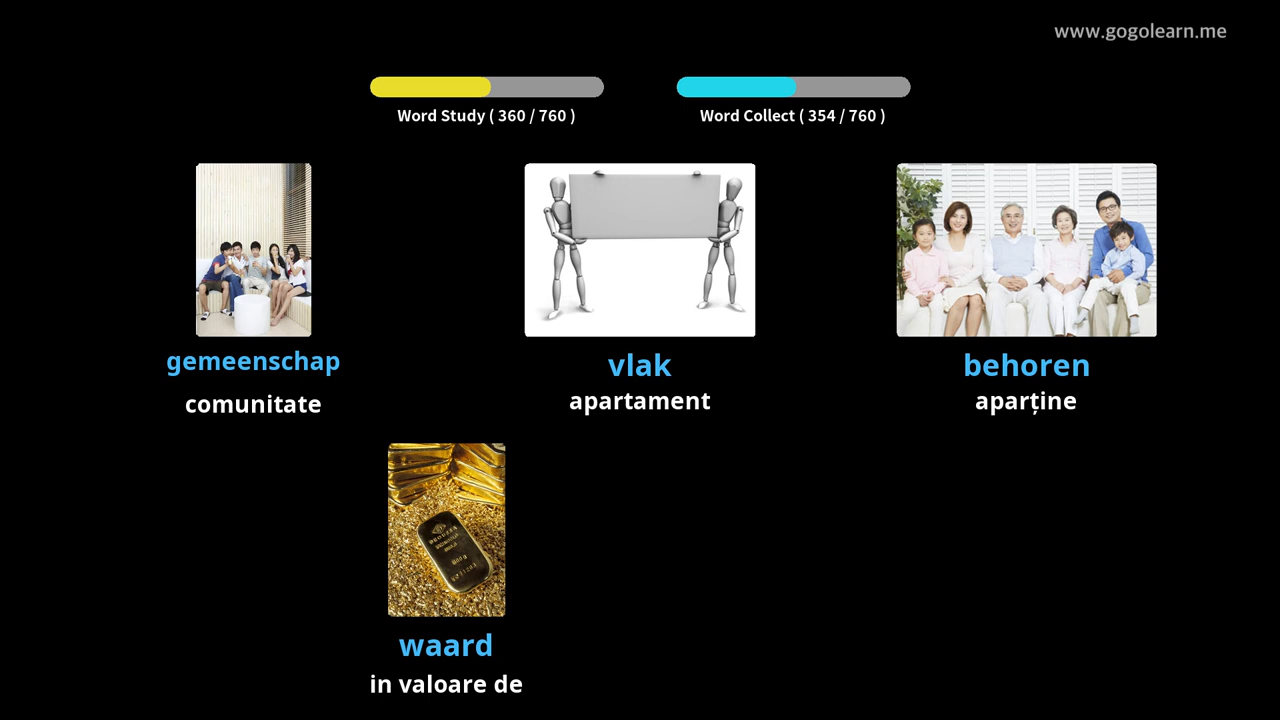 www.gogolearn.me
Word Study ( 360 / 760 )
Word Collect ( 354 / 760 )
gemeenschap
comunitate
vlak
apartament
behoren
aparține
waard
in valoare de